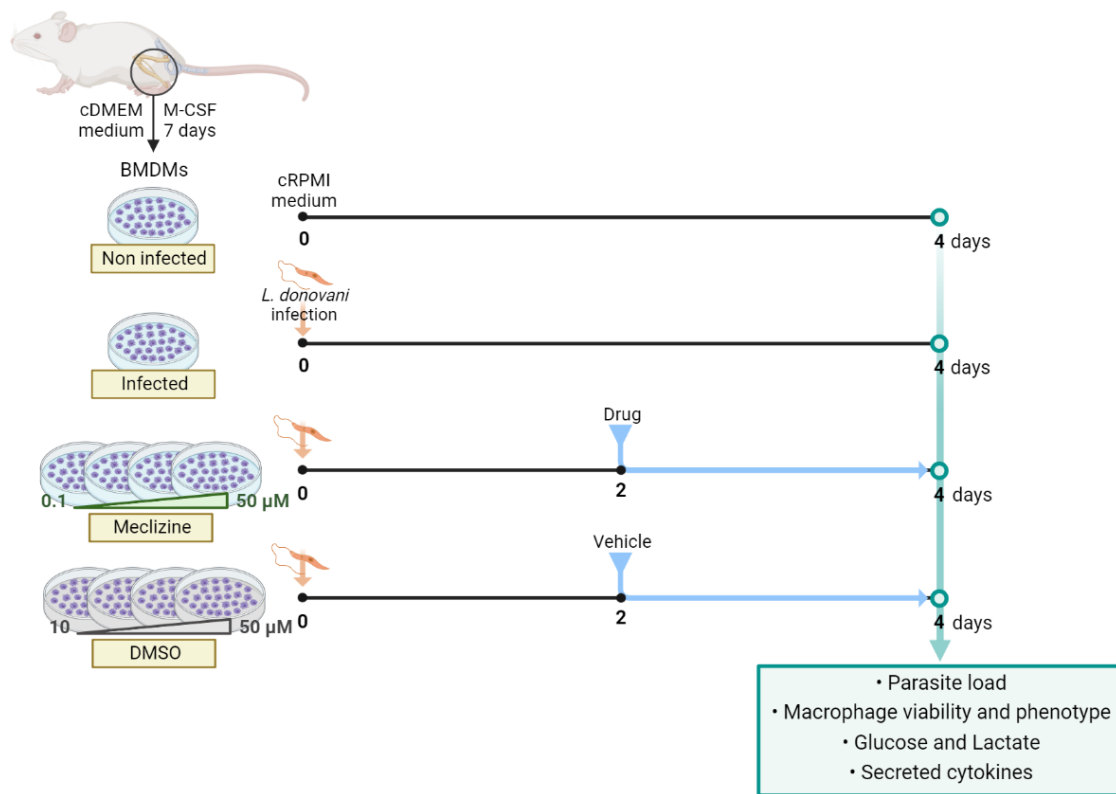 cDMEM medium
M-CSF 7 days
BMDMs
Non infected
cRPMI medium
0
4 days
L. donovani infection
Infected
0
4 days
Drug
0.1
50 µM
Meclizine
0
2
4 days
Vehicle
10
50 µM
DMSO
0
2
4 days
• Parasite load
• Macrophage viability and phenotype
• Glucose and Lactate
• Secreted cytokines